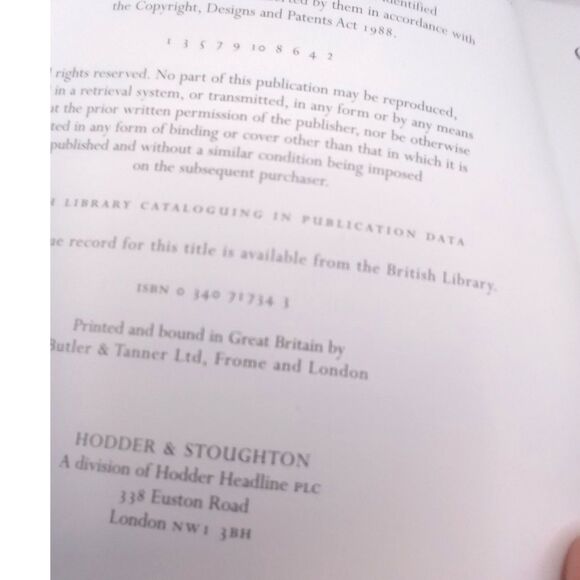 by them in accordance with
the Copyright, Designs and Patents Act 1988.
1 3 5 7 9 10 8 6 4 2
rights reserved. No part of this publication may be reproduced,
in a retrieval system, or transmitted, in any form or by any means
the prior written permission of the publisher, nor be otherwise
in any form of binding or cover other than that in which it is
published and without a similar condition being imposed
on the subsequent purchaser.
LIBRARY CATALOGUING IN PUBLICATION DATA
record for this title is available from the British Library.
ISBN 0 340 71734 3
Printed and bound in Great Britain by
Butler & Tanner Ltd, Frome and London
HODDER & STOUGHTON
A division of Hodder Headline PLC
338 Euston Road
London NW1 3BH